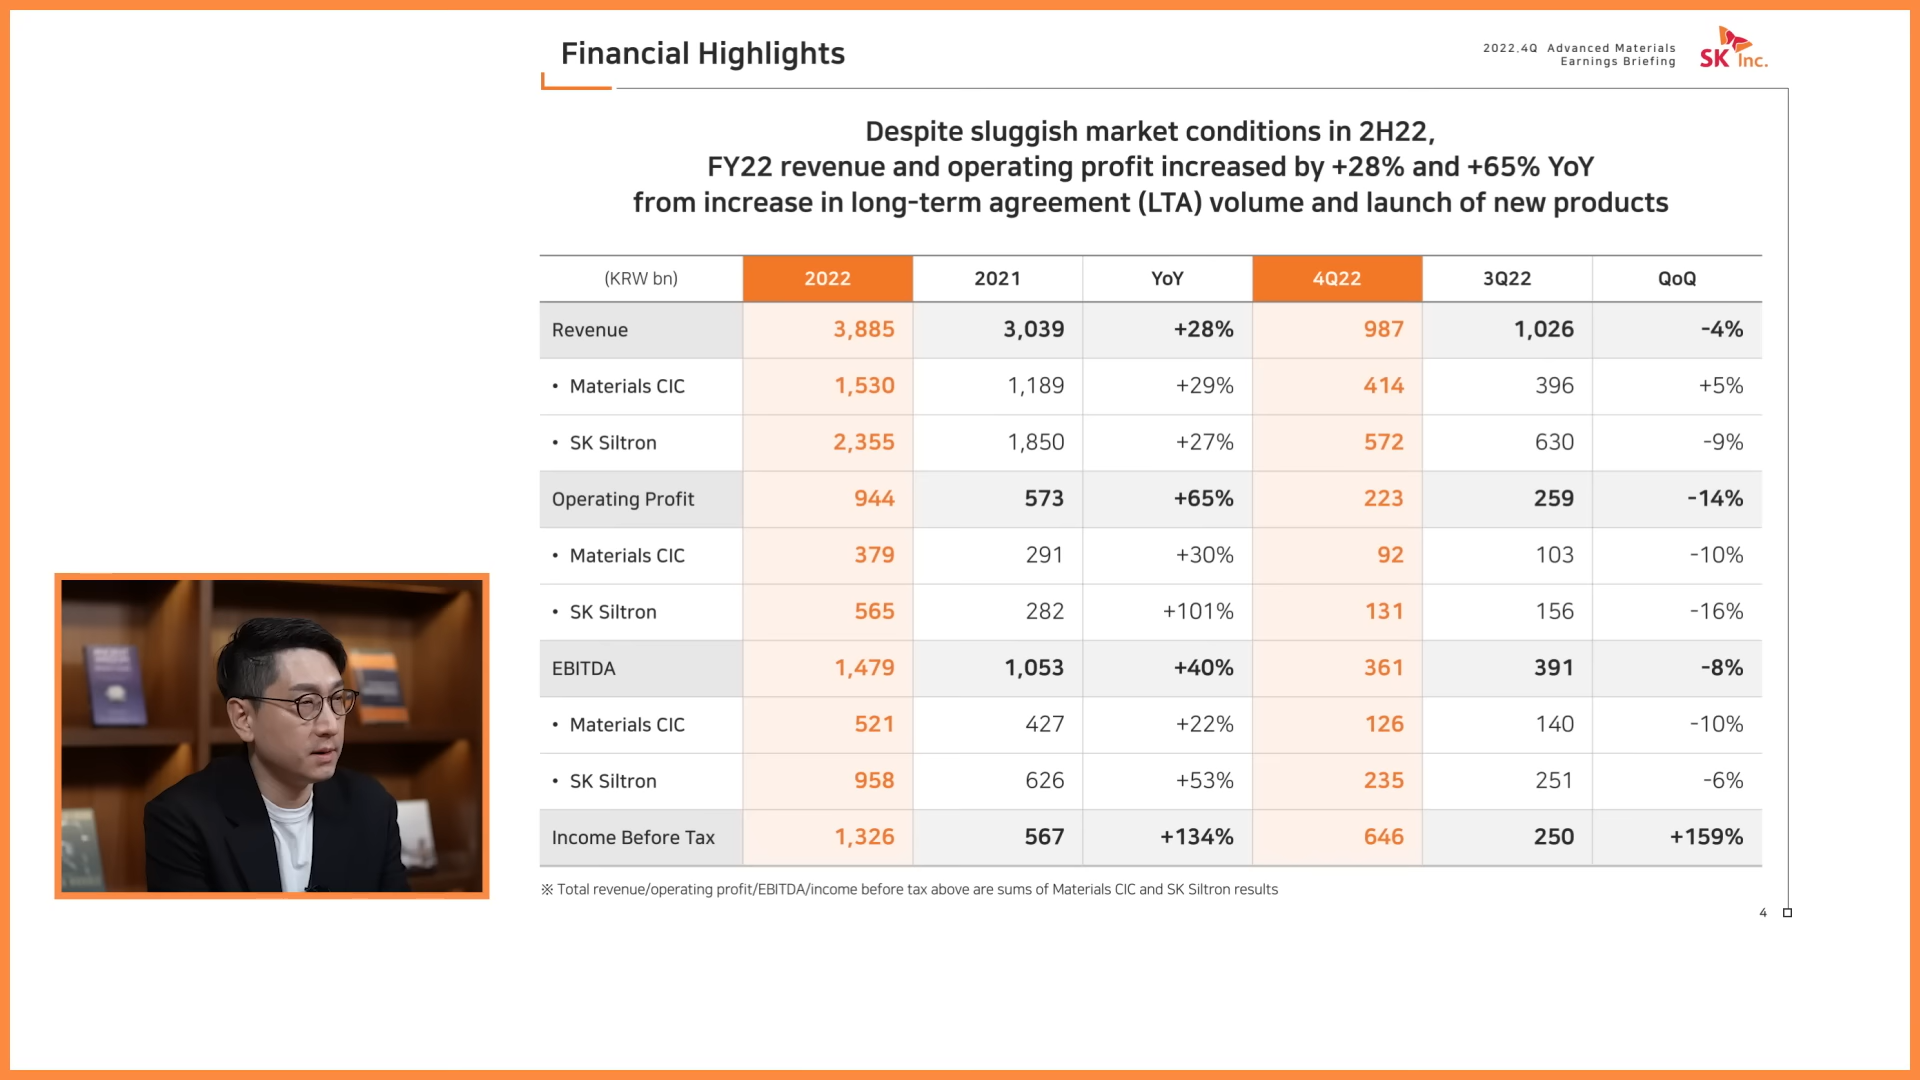 Financial Highlights
2022.4Q Advanced Materials
Earnings Briefing
SK Inc.
Despite sluggish market conditions in 2H22,
FY22 revenue and operating profit increased by +28% and +65% YoY
from increase in long-term agreement (LTA) volume and launch of new products
(KRW bn) 2022 2021 YoY 4Q22 3Q22 QoQ
Revenue 3,885 3,039 +28% 987 1,026 -4%
• Materials CIC 1,530 1,189 +29% 414 396 +5%
• SK Siltron 2,355 1,850 +27% 572 630 -9%
Operating Profit 944 573 +65% 223 259 -14%
• Materials CIC 379 291 +30% 92 103 -10%
• SK Siltron 565 282 +101% 131 156 -16%
EBITDA 1,479 1,053 +40% 361 391 -8%
• Materials CIC 521 427 +22% 126 140 -10%
• SK Siltron 958 626 +53% 235 251 -6%
Income Before Tax 1,326 567 +134% 646 250 +159%
※ Total revenue/operating profit/EBITDA/income before tax above are sums of Materials CIC and SK Siltron results
4